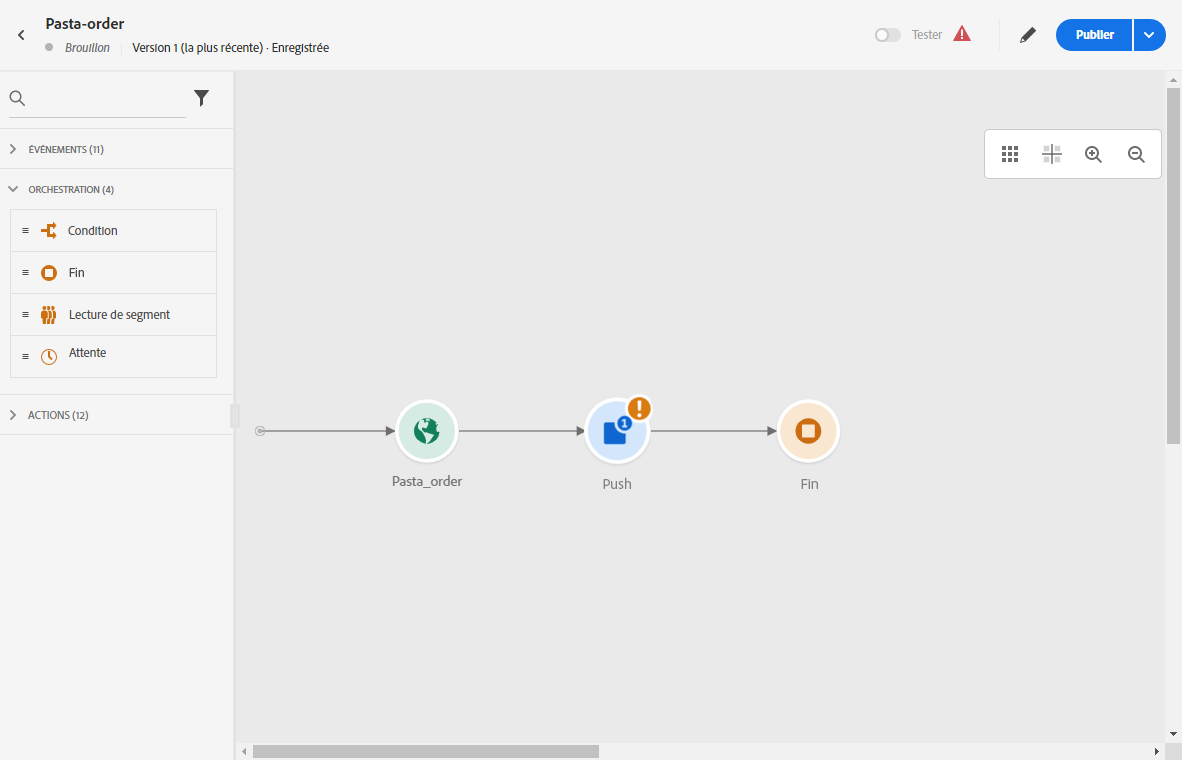 Pasta-order
Brouillon
Version 1 (la plus récente) · Enregistrée
Tester
Publier
ÉVÉNEMENTS (11)
ORCHESTRATION (4)
Condition
Fin
Lecture de segment
Attente
ACTIONS (12)
1
Pasta_order
Push
Fin